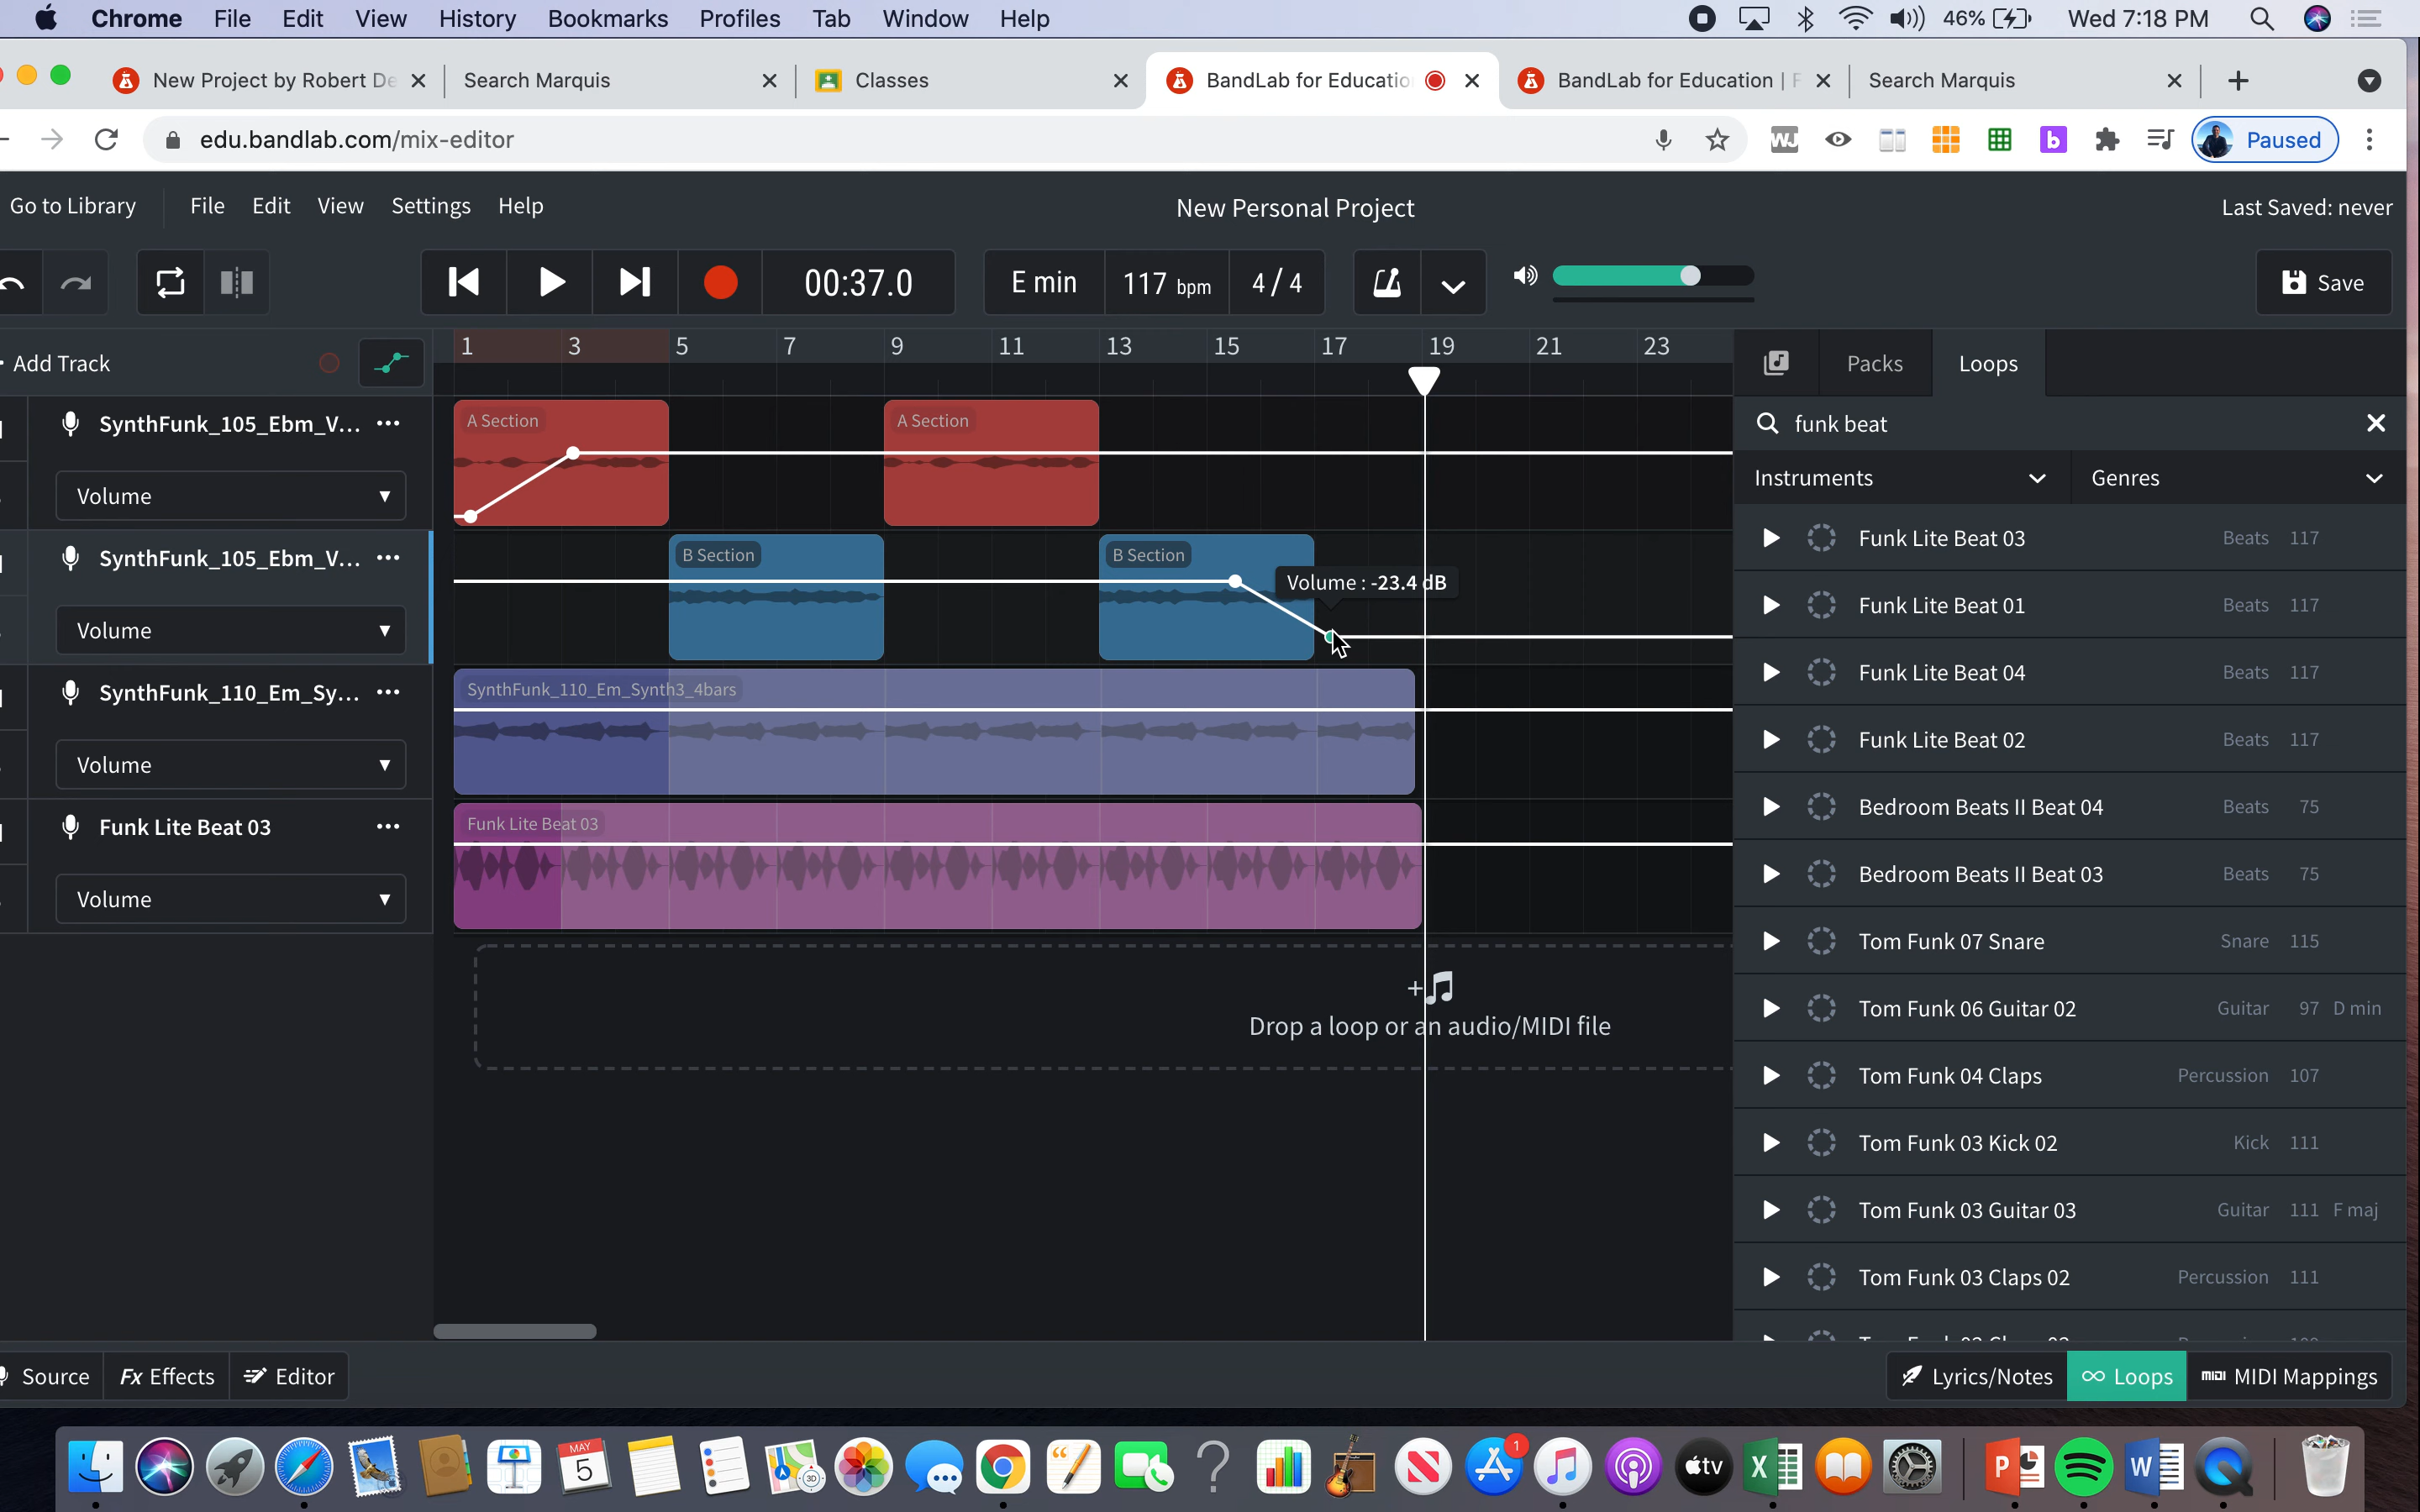 Chrome File Edit View History Bookmarks Profiles Tab Window Help 46% Wed 7:18 PM
New Project by Robert De Search Marquis Classes BandLab for Educatio BandLab for Education | Search Marquis
edu.bandlab.com/mix-editor WJ b Paused
Go to Library File Edit View Settings Help New Personal Project Last Saved: never
00:37.0 E min 117 bpm 4 / 4 Save
Add Track 1 3 5 7 9 11 13 15 17 19 21 23 Packs Loops
funk beat
SynthFunk_105_Ebm_V... A Section A Section
Instruments Genres
Volume
Funk Lite Beat 03 Beats 117
SynthFunk_105_Ebm_V... B Section B Section
Volume : -23.4 dB
Funk Lite Beat 01 Beats 117
Volume
Funk Lite Beat 04 Beats 117
SynthFunk_110_Em_Sy... SynthFunk_110_Em_Synth3_4bars
Funk Lite Beat 02 Beats 117
Volume
Bedroom Beats II Beat 04 Beats 75
Funk Lite Beat 03 Funk Lite Beat 03
Bedroom Beats II Beat 03 Beats 75
Volume
Tom Funk 07 Snare Snare 115
Tom Funk 06 Guitar 02 Guitar 97 D min
Drop a loop or an audio/MIDI file
Tom Funk 04 Claps Percussion 107
Tom Funk 03 Kick 02 Kick 111
Tom Funk 03 Guitar 03 Guitar 111 F maj
Tom Funk 03 Claps 02 Percussion 111
Source Fx Effects Editor Lyrics/Notes Loops MIDI MIDI Mappings
MAY
5
3D
1
tv
X
P
W